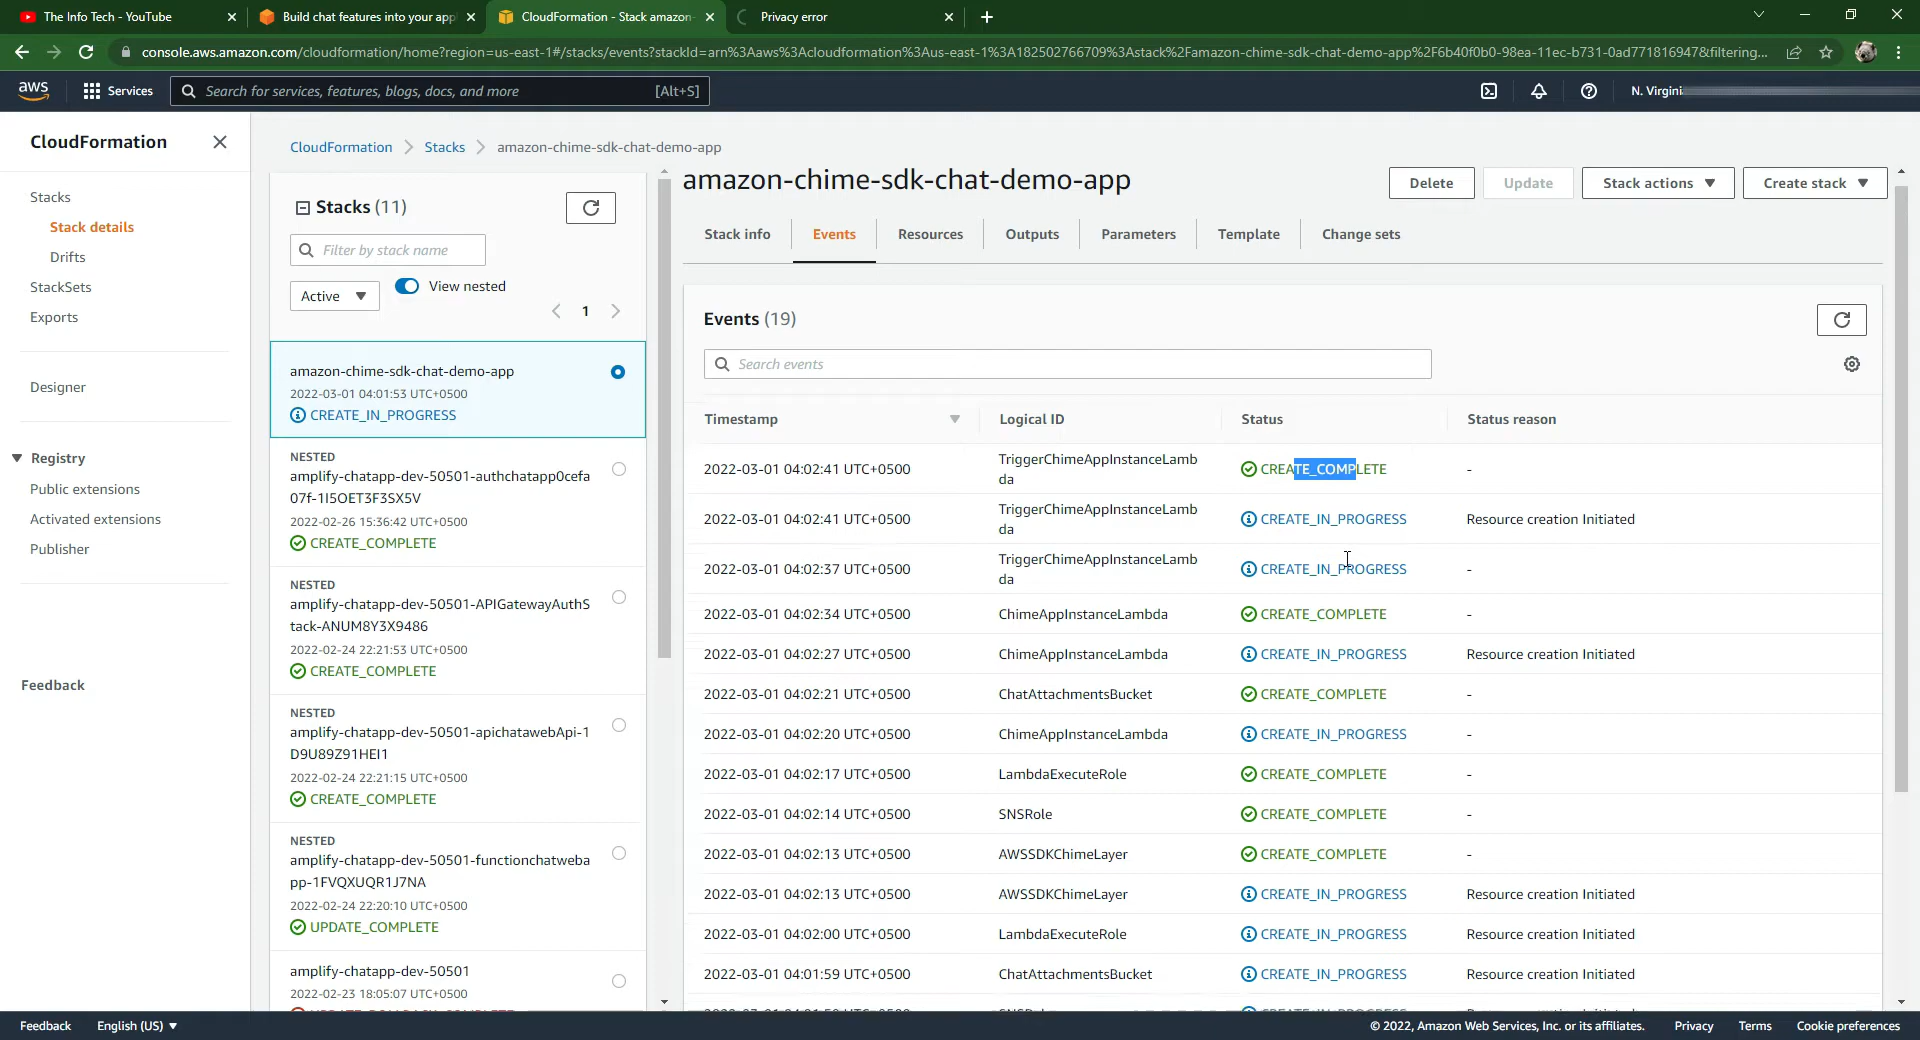 The Info Tech - YouTube
Build chat features into your app
CloudFormation - Stack amazon-
Privacy error
console.aws.amazon.com/cloudformation/home?region=us-east-1#/stacks/events?stackId=arn%3Aaws%3Acloudformation%3Aus-east-1%3A182502766709%3Astack%2Famazon-chime-sdk-chat-demo-app%2F6b40f0b0-98ea-11ec-b731-0ad771816947&filtering...
aws
Services
Search for services, features, blogs, docs, and more
[Alt+S]
N. Virgini
CloudFormation
Stacks
Stack details
Drifts
StackSets
Exports
Designer
Registry
Public extensions
Activated extensions
Publisher
Feedback
CloudFormation
Stacks
amazon-chime-sdk-chat-demo-app
Stacks (11)
Filter by stack name
Active
View nested
1
amazon-chime-sdk-chat-demo-app
2022-03-01 04:01:53 UTC+0500
CREATE_IN_PROGRESS
NESTED
amplify-chatapp-dev-50501-authchatapp0cefa
07f-1I5OET3F3SX5V
2022-02-26 15:36:42 UTC+0500
CREATE_COMPLETE
NESTED
amplify-chatapp-dev-50501-APIGatewayAuthS
tack-ANUM8Y3X9486
2022-02-24 22:21:53 UTC+0500
CREATE_COMPLETE
NESTED
amplify-chatapp-dev-50501-apichatawebApi-1
D9U89Z91HEI1
2022-02-24 22:21:15 UTC+0500
CREATE_COMPLETE
NESTED
amplify-chatapp-dev-50501-functionchatweba
pp-1FVQXUQR1J7NA
2022-02-24 22:20:10 UTC+0500
UPDATE_COMPLETE
amplify-chatapp-dev-50501
2022-02-23 18:05:07 UTC+0500
amazon-chime-sdk-chat-demo-app
Delete
Update
Stack actions
Create stack
Stack info
Events
Resources
Outputs
Parameters
Template
Change sets
Events (19)
Search events
Timestamp Logical ID Status Status reason
2022-03-01 04:02:41 UTC+0500 TriggerChimeAppInstanceLamb CREATE_COMPLETE -
da
2022-03-01 04:02:41 UTC+0500 TriggerChimeAppInstanceLamb CREATE_IN_PROGRESS Resource creation Initiated
da
2022-03-01 04:02:37 UTC+0500 TriggerChimeAppInstanceLamb CREATE_IN_PROGRESS -
da
2022-03-01 04:02:34 UTC+0500 ChimeAppInstanceLambda CREATE_COMPLETE -
2022-03-01 04:02:27 UTC+0500 ChimeAppInstanceLambda CREATE_IN_PROGRESS Resource creation Initiated
2022-03-01 04:02:21 UTC+0500 ChatAttachmentsBucket CREATE_COMPLETE -
2022-03-01 04:02:20 UTC+0500 ChimeAppInstanceLambda CREATE_IN_PROGRESS -
2022-03-01 04:02:17 UTC+0500 LambdaExecuteRole CREATE_COMPLETE -
2022-03-01 04:02:14 UTC+0500 SNSRole CREATE_COMPLETE -
2022-03-01 04:02:13 UTC+0500 AWSSDKChimeLayer CREATE_COMPLETE -
2022-03-01 04:02:13 UTC+0500 AWSSDKChimeLayer CREATE_IN_PROGRESS Resource creation Initiated
2022-03-01 04:02:00 UTC+0500 LambdaExecuteRole CREATE_IN_PROGRESS Resource creation Initiated
2022-03-01 04:01:59 UTC+0500 ChatAttachmentsBucket CREATE_IN_PROGRESS Resource creation Initiated
Feedback
English (US)
© 2022, Amazon Web Services, Inc. or its affiliates.
Privacy
Terms
Cookie preferences